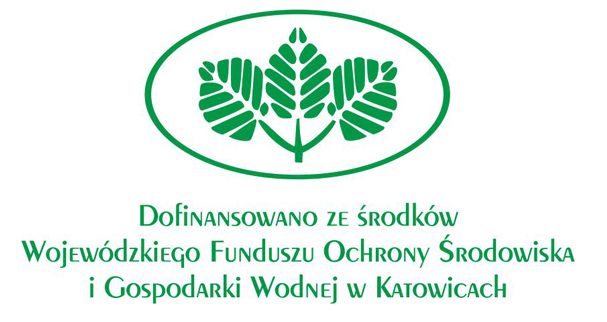 Dofinansowano ze środków
Wojewódzkiego Funduszu Ochrony Środowiska
i Gospodarki Wodnej w Katowicach